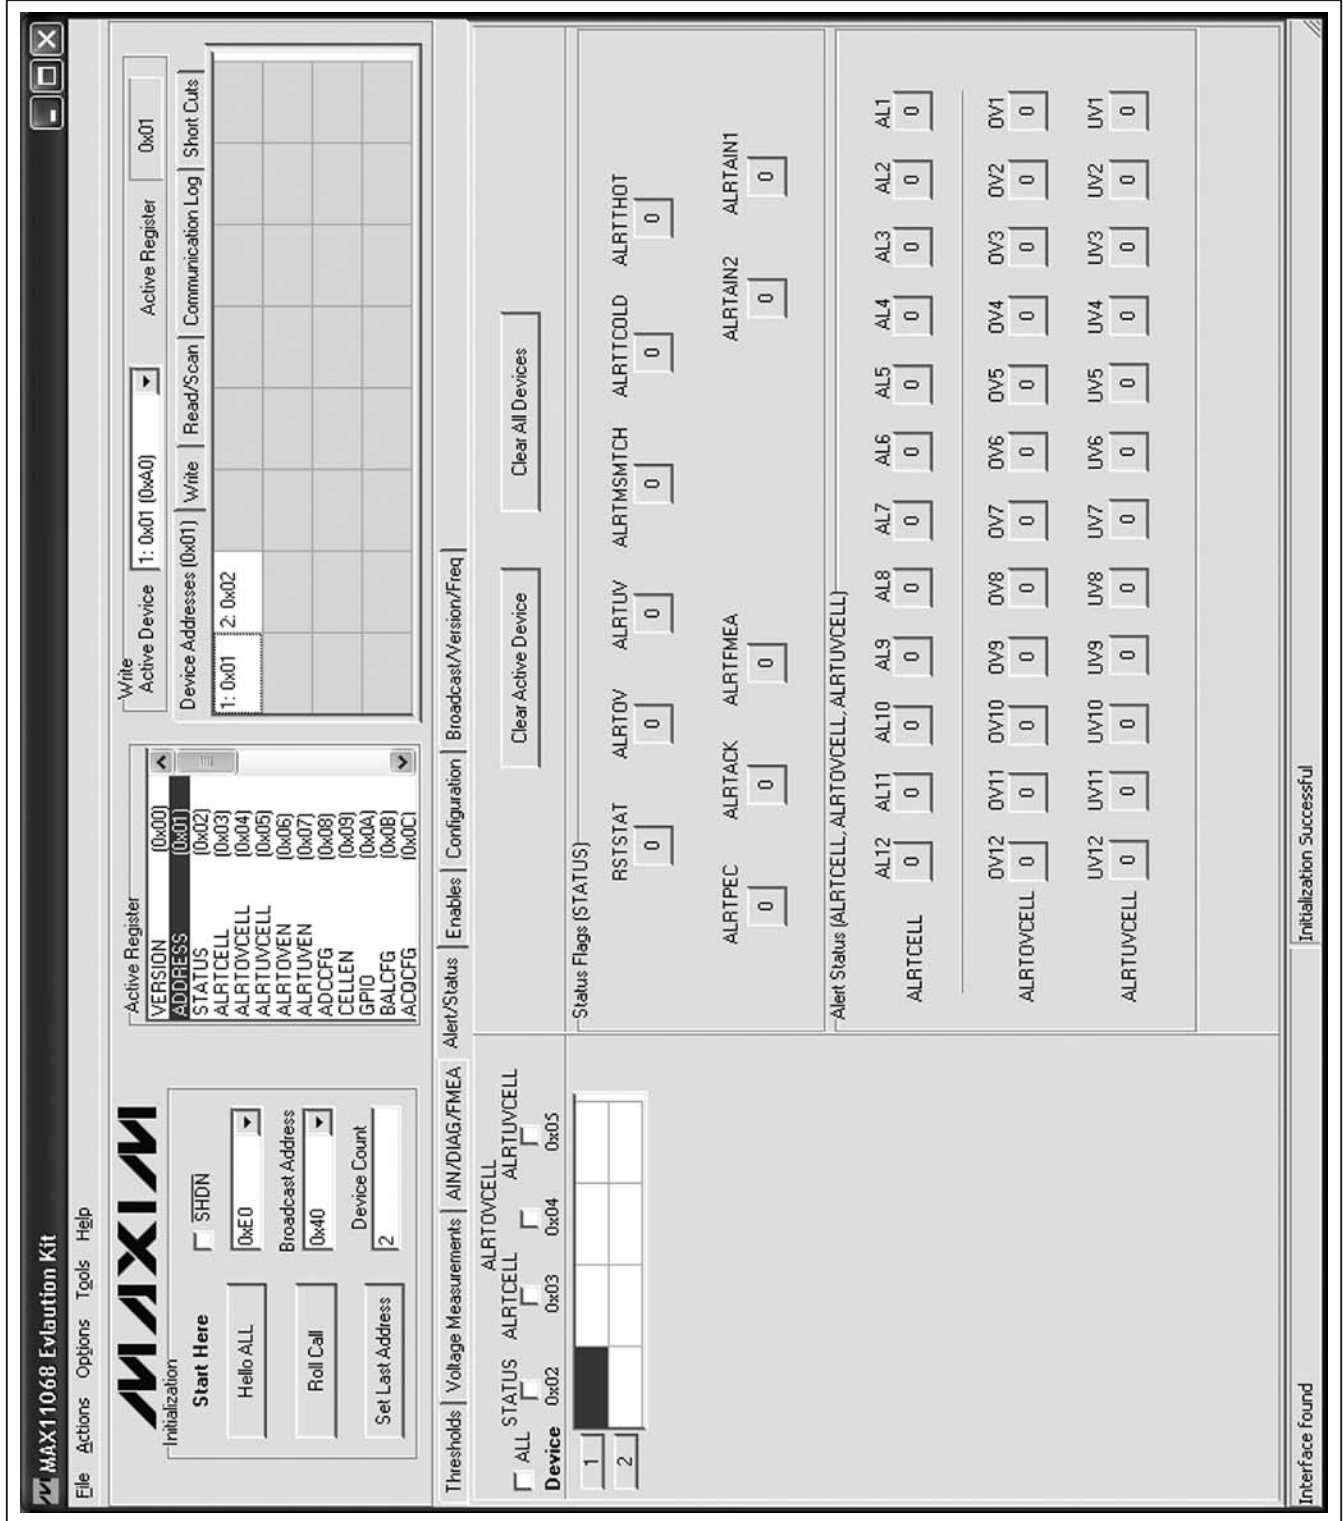 MAX11068 Evlaution Kit
File Actions Options Tools Help
MAXIM
Initialization
Start Here
SHDN
Hello ALL
0xE0
Broadcast Address
Roll Call
0x40
Device Count
Set Last Address
2
Active Register
VERSION (0x00)
ADDRESS (0x01)
STATUS (0x02)
ALRTCELL (0x03)
ALRTOVCELL (0x04)
ALRTUVCELL (0x05)
ALRTOVEN (0x06)
ALRTUVEN (0x07)
ADCCFG (0x08)
CELLEN (0x09)
GPIO (0x0A)
BALCFG (0x0B)
ACQCFG (0x0C)
Write
Active Device 1: 0x01 (0xA0) Active Register 0x01
Device Addresses (0x01) Write Read/Scan Communication Log Short Cuts
1: 0x01 2: 0x02
Thresholds Voltage Measurements AIN/DIAG/FMEA Alert/Status Enables Configuration Broadcast/Version/Freq
ALRTOVCELL
ALL STATUS ALRTCELL ALRTUVCELL
Device 0x02 0x03 0x04 0x05
1
2
Clear Active Device Clear All Devices
Status Flags (STATUS)
RSTSTAT ALRTOV ALRTUV ALRTMSMTCH ALRTTCOLD ALRTTHOT
0 0 0 0 0 0
ALRTPEC ALRTACK ALRTFMEA ALRTAIN2 ALRTAIN1
0 0 0 0 0
Alert Status (ALRTCELL, ALRTOVCELL, ALRTUVCELL)
AL12 AL11 AL10 AL9 AL8 AL7 AL6 AL5 AL4 AL3 AL2 AL1
ALRTCELL 0 0 0 0 0 0 0 0 0 0 0 0
OV12 OV11 OV10 OV9 OV8 OV7 OV6 OV5 OV4 OV3 OV2 OV1
ALRTOVCELL 0 0 0 0 0 0 0 0 0 0 0 0
UV12 UV11 UV10 UV9 UV8 UV7 UV6 UV5 UV4 UV3 UV2 UV1
ALRTUVCELL 0 0 0 0 0 0 0 0 0 0 0 0
Interface Found Initialization Successful